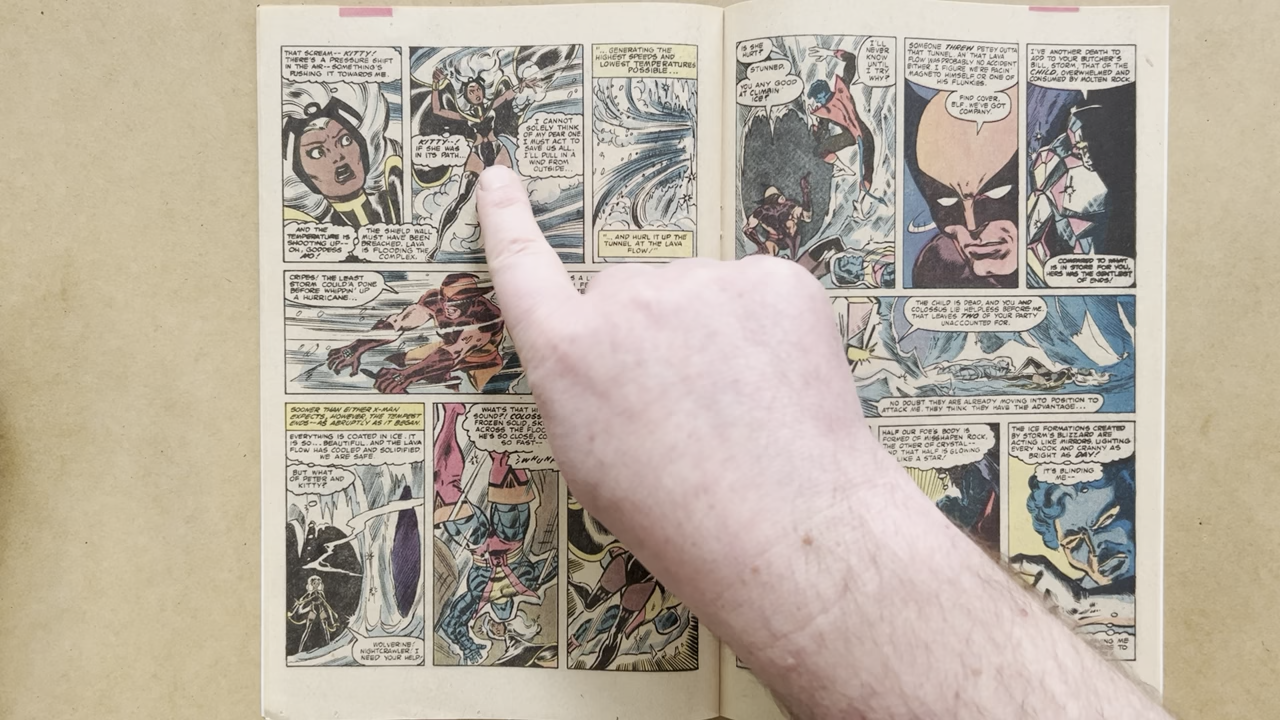 THAT SCREAM-- KITTY!
THERE'S A PRESSURE SHIFT
IN THE AIR--SOMETHING'S
PUSHING IT TOWARDS ME.
AND THE
TEMPERATURE IS
SHOOTING UP--
OH, GODDESS
NO!
THE SHIELD WALL
MUST HAVE BEEN
BREACHED. LAVA
IS FLOODING THE
COMPLEX.
KITTY--!
IF SHE WAS
IN ITS PATH...
I CANNOT
SOLELY THINK
OF MY DEAR ONE.
I MUST ACT TO
SAVE US ALL.
I'LL PULL IN A
WIND FROM
OUTSIDE...
"... GENERATING THE
HIGHEST SPEEDS AND
LOWEST TEMPERATURES
POSSIBLE...
"... AND HURL IT UP THE
TUNNEL AT THE LAVA
FLOW!"
CRIPES! THE LEAST
STORM COULD'A DONE
BEFORE WHIPPIN' UP
A HURRICANE...
SOONER THAN EITHER X-MAN
EXPECTS, HOWEVER, THE TEMPEST
ENDS--AS ABRUPTLY AS IT BEGAN.
EVERYTHING IS COATED IN ICE. IT
IS SO... BEAUTIFUL. AND THE LAVA
FLOW HAS COOLED AND SOLIDIFIED.
WE ARE SAFE.
BUT WHAT
OF PETER AND
KITTY?
WOLVERINE!
NIGHTCRAWLER! I
NEED YOUR HELP!
WHAT'S THAT
SOUND?!
FROZEN SOLID,
ACROSS THE
HE'S SO CLOSE,
SO FAST--
IS SHE
HURT?
STUNNED.
YOU ANY GOOD
AT CLIMBIN'
ICE?
I'LL
NEVER
KNOW
UNTIL
I TRY.
WHY?
SOMEONE THREW PETEY OUTTA
THAT TUNNEL. AN' THAT LAVA
FLOW WAS PROBABLY NO ACCIDENT
EITHER. I FIGURE WE'RE FACIN'
MAGNETO HIMSELF OR ONE OF
HIS FLUNKIES.
FIND COVER,
ELF. WE'VE GOT
COMPANY.
I'VE ANOTHER DEATH TO
ADD TO YOUR BUTCHER'S
BILL, STORM, THAT OF THE
CHILD, OVERWHELMED AND
CONSUMED BY MOLTEN ROCK.
COMPARED TO WHAT
IS IN STORE FOR YOU,
HERS WAS THE GENTLEST
OF ENDS!
THE CHILD IS DEAD, AND YOU AND
COLOSSUS LIE HELPLESS BEFORE ME.
THAT LEAVES TWO OF YOUR PARTY
UNACCOUNTED FOR.
NO DOUBT THEY ARE ALREADY MOVING INTO POSITION TO
ATTACK ME. THEY THINK THEY HAVE THE ADVANTAGE...
HALF OUR FOE'S BODY IS
FORMED OF MISSHAPEN ROCK,
THE OTHER OF CRYSTAL--
AND THAT HALF IS GLOWING
LIKE A STAR!
THE ICE FORMATIONS CREATED
BY STORM'S BLIZZARD ARE
ACTING LIKE MIRRORS, LIGHTING
EVERY NOOK AND CRANNY AS
BRIGHT AS DAY!
IT'S BLINDING
ME--